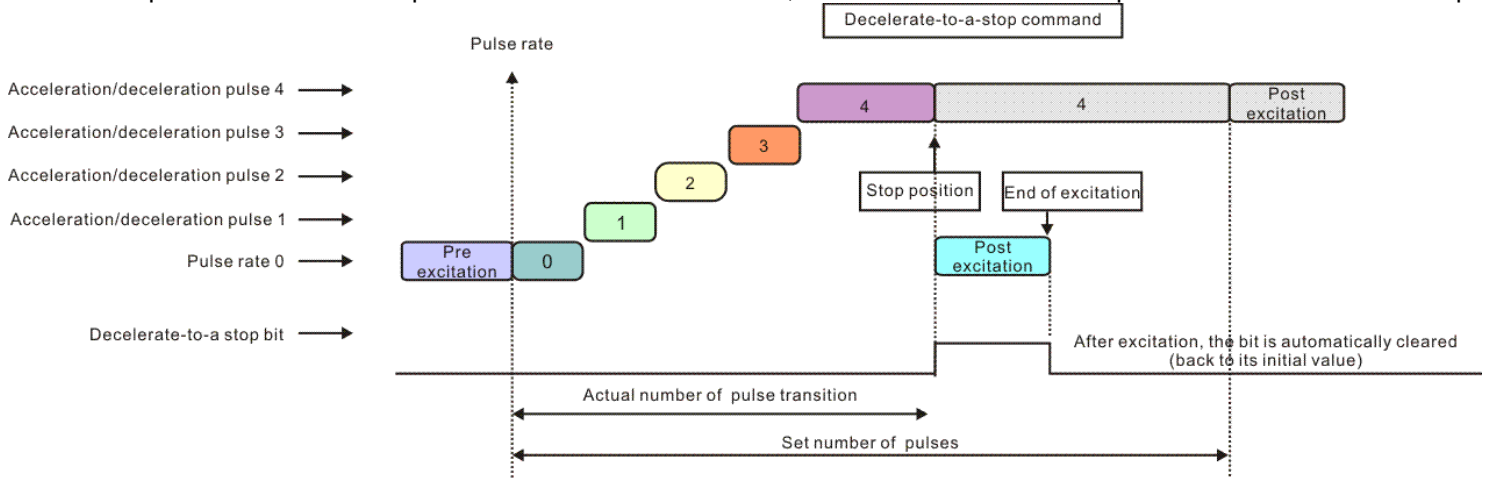 Decelerate-to-a-stop command
Pulse rate
Acceleration/deceleration pulse 4
4
4
Post
excitation
Acceleration/deceleration pulse 3
3
Acceleration/deceleration pulse 2
2
Stop position
End of excitation
Acceleration/deceleration pulse 1
1
Pulse rate 0
Pre
excitation
0
Post
excitation
Decelerate-to-a stop bit
After excitation, the bit is automatically cleared
(back to its initial value)
Actual number of pulse transition
Set number of pulses